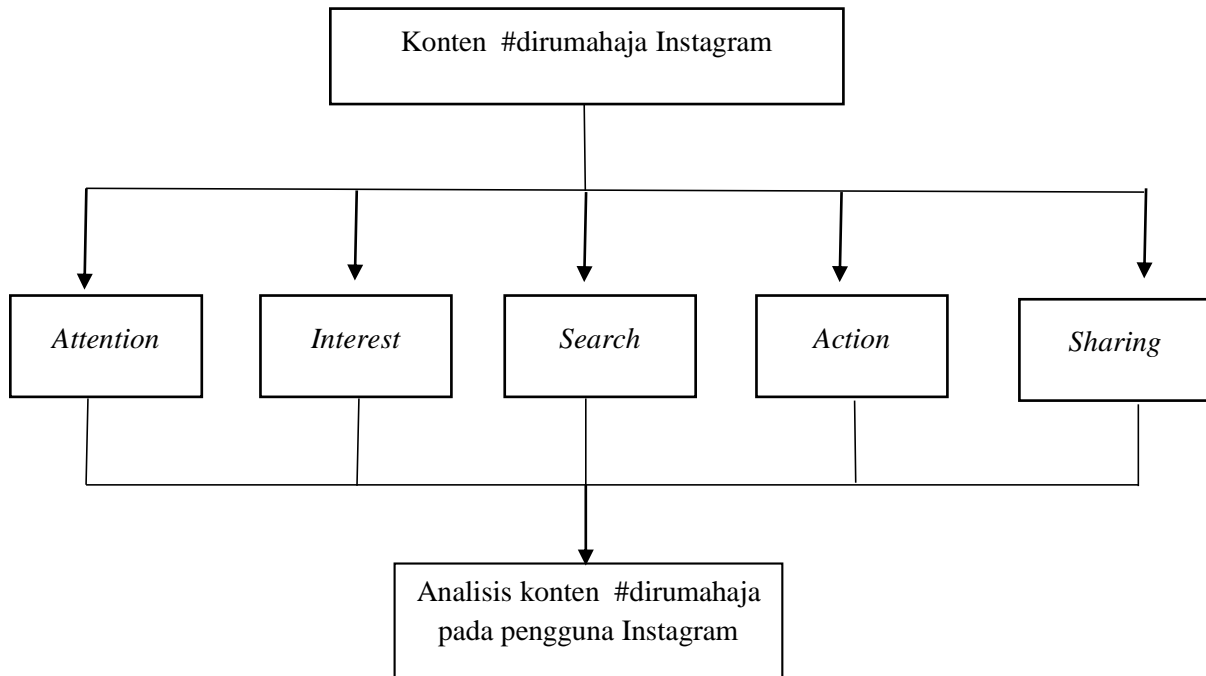 Konten  #dirumahaja Instagram
Attention
Interest
Search
Action
Sharing
Analisis konten  #dirumahaja
pada pengguna Instagram